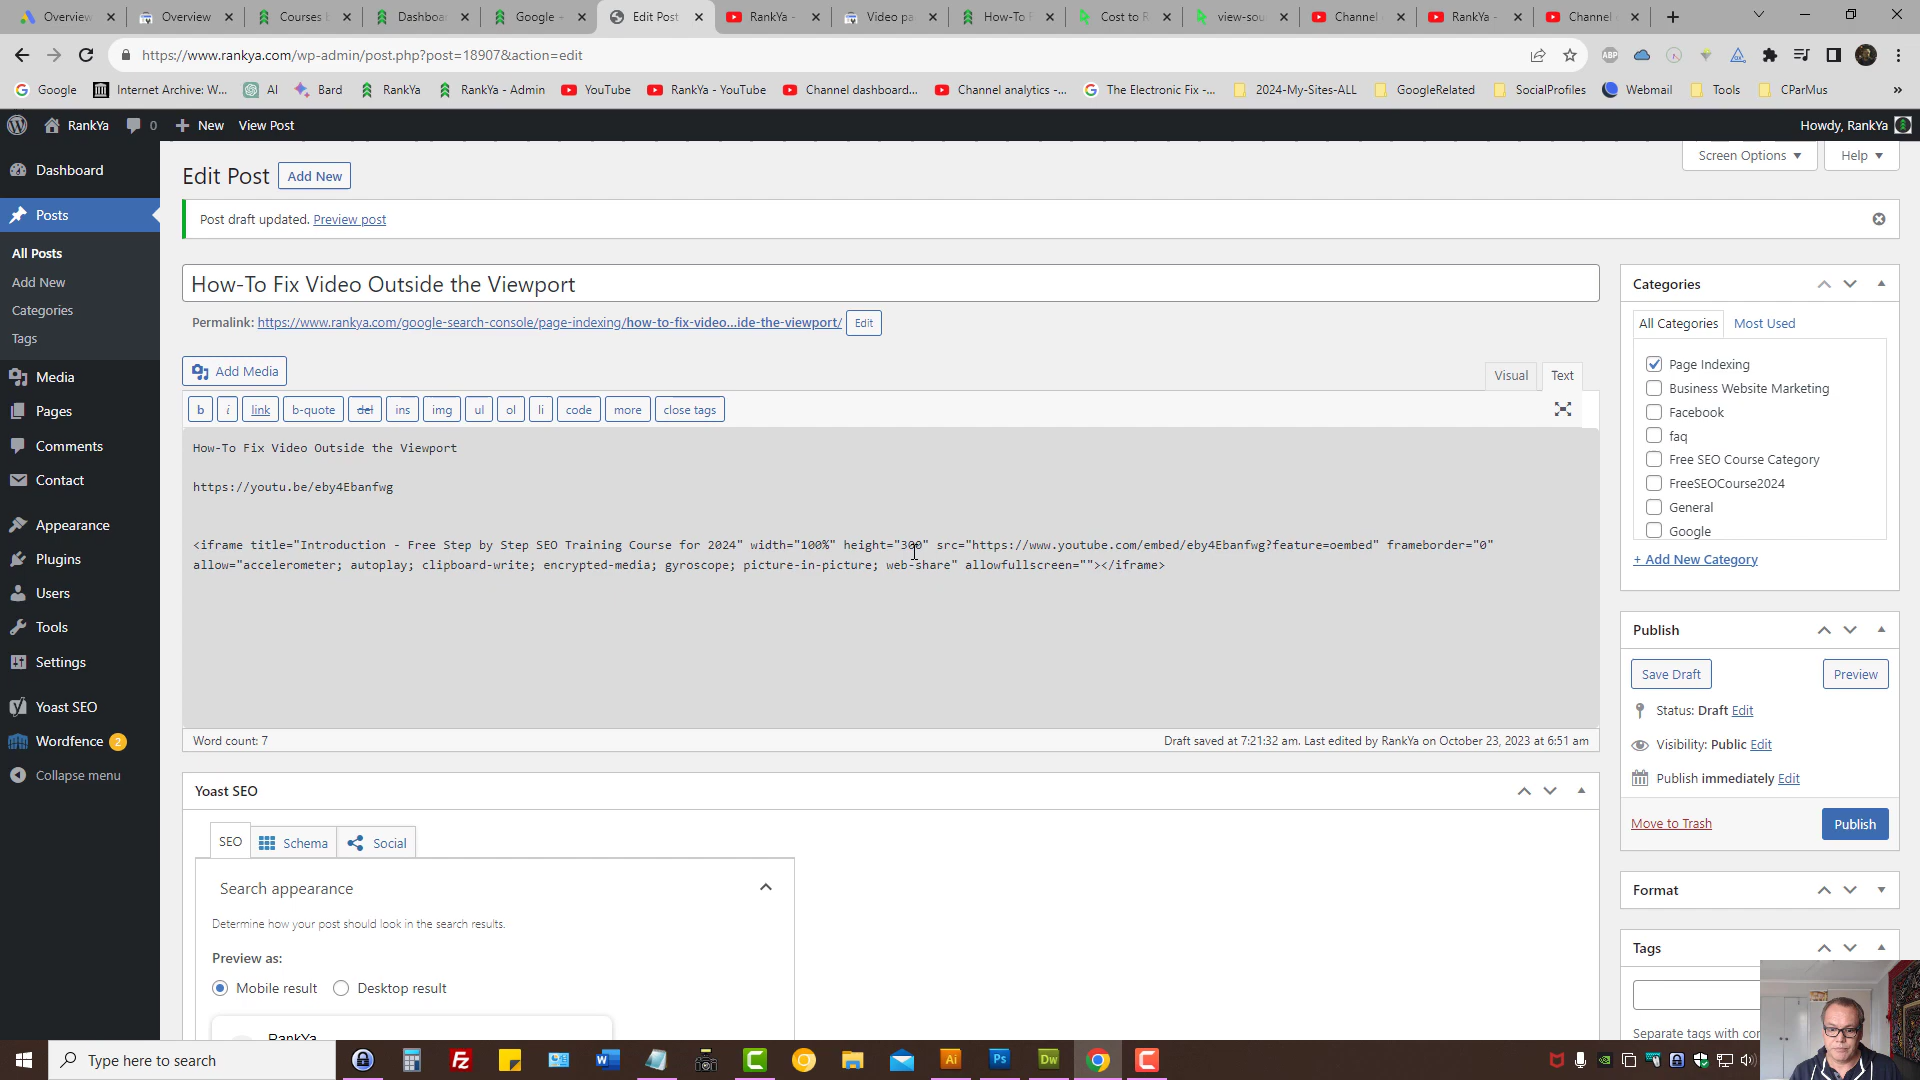 Overview
Overview
Courses
Dashboa
Google
Edit Post
RankYa -
Video pa
How-To F
Cost to R
view-sou
Channel
RankYa -
Channel
https://www.rankya.com/wp-admin/post.php?post=18907&action=edit
Google
Internet Archive: W...
AI
Bard
RankYa
RankYa - Admin
YouTube
RankYa - YouTube
Channel dashboard...
Channel analytics -...
The Electronic Fix -...
2024-My-Sites-ALL
GoogleRelated
SocialProfiles
Webmail
Tools
CParMus
»
RankYa
0
New
View Post
Howdy, RankYa
Dashboard
Posts
All Posts
Add New
Categories
Tags
Media
Pages
Comments
Contact
Appearance
Plugins
Users
Tools
Settings
Yoast SEO
Wordfence 2
Collapse menu
Screen Options
Help
Edit Post
Add New
Post draft updated. Preview post
How-To Fix Video Outside the Viewport
Permalink: https://www.rankya.com/google-search-console/page-indexing/how-to-fix-video...ide-the-viewport/ Edit
Add Media
Visual
Text
b
i
link
b-quote
del
ins
img
ul
ol
li
code
more
close tags
How-To Fix Video Outside the Viewport
https://youtu.be/eby4Ebanfwg
<iframe title="Introduction - Free Step by Step SEO Training Course for 2024" width="100%" height="300" src="https://www.youtube.com/embed/eby4Ebanfwg?feature=oembed" frameborder="0"
allow="accelerometer; autoplay; clipboard-write; encrypted-media; gyroscope; picture-in-picture; web-share" allowfullscreen=""></iframe>
Word count: 7
Draft saved at 7:21:32 am. Last edited by RankYa on October 23, 2023 at 6:51 am
Yoast SEO
SEO
Schema
Social
Search appearance
Determine how your post should look in the search results.
Preview as:
Mobile result
Desktop result
RankYa
Categories
All Categories
Most Used
Page Indexing
Business Website Marketing
Facebook
faq
Free SEO Course Category
FreeSEOCourse2024
General
Google
+ Add New Category
Publish
Save Draft
Preview
Status: Draft Edit
Visibility: Public Edit
Publish immediately Edit
Move to Trash
Publish
Format
Tags
Separate tags with co
Type here to search